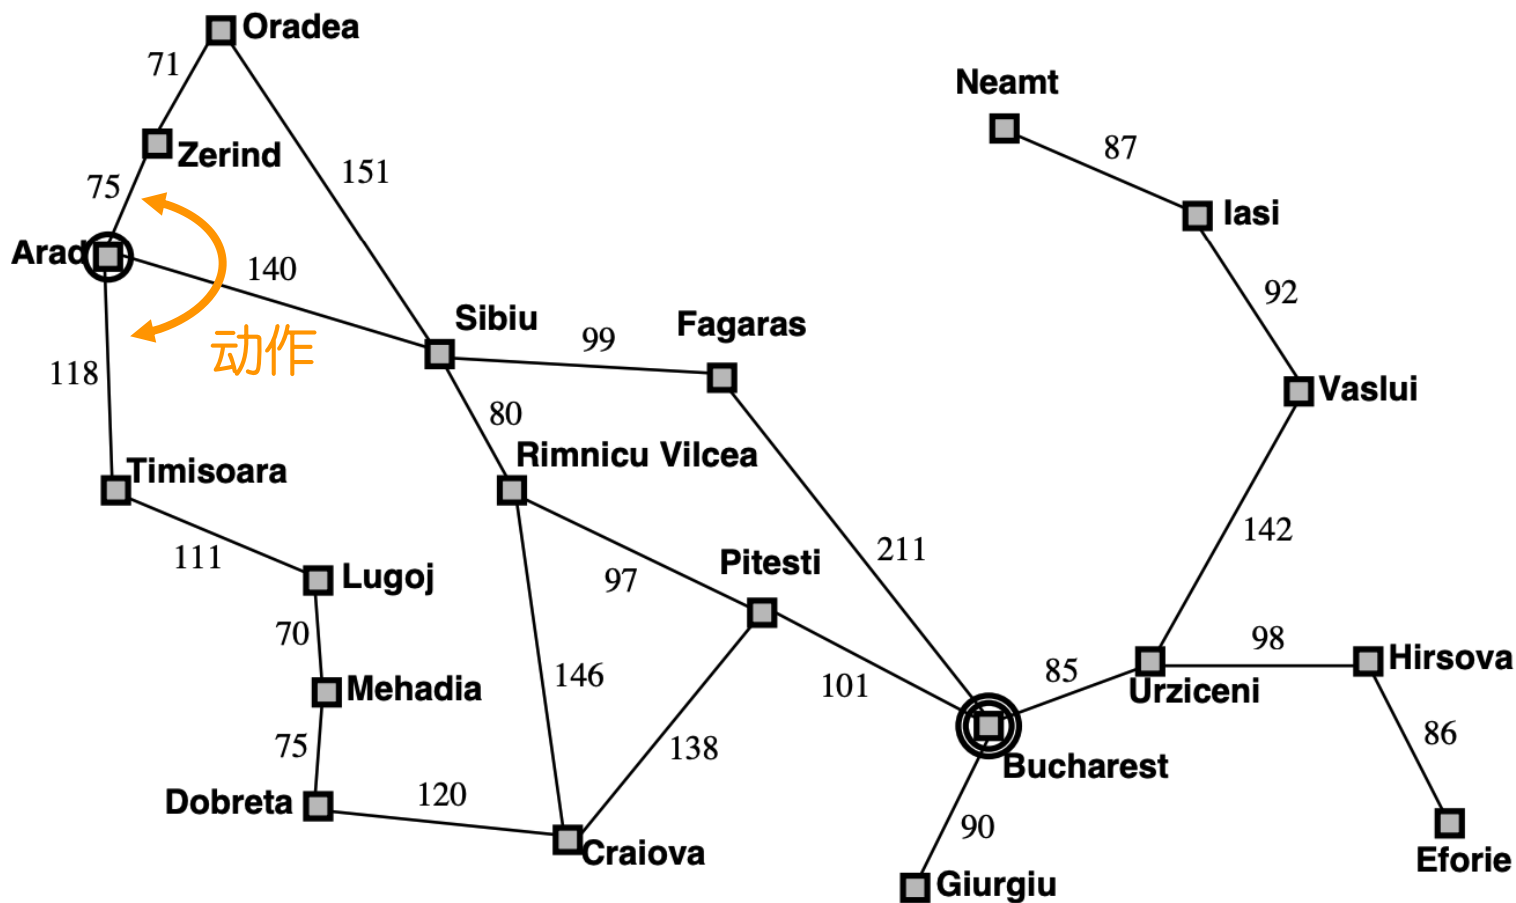 Oradea
71
Neamt
Zerind
87
151
75
Iasi
Arad
140
92
Sibiu
Fagaras
99
动作
118
Vaslui
80
Rimnicu Vilcea
Timisoara
142
111
211
Pitesti
Lugoj
97
70
98
Hirsova
146
85
Mehadia
101
Urziceni
86
75
138
Bucharest
Dobreta
120
90
Craiova
Eforie
Giurgiu